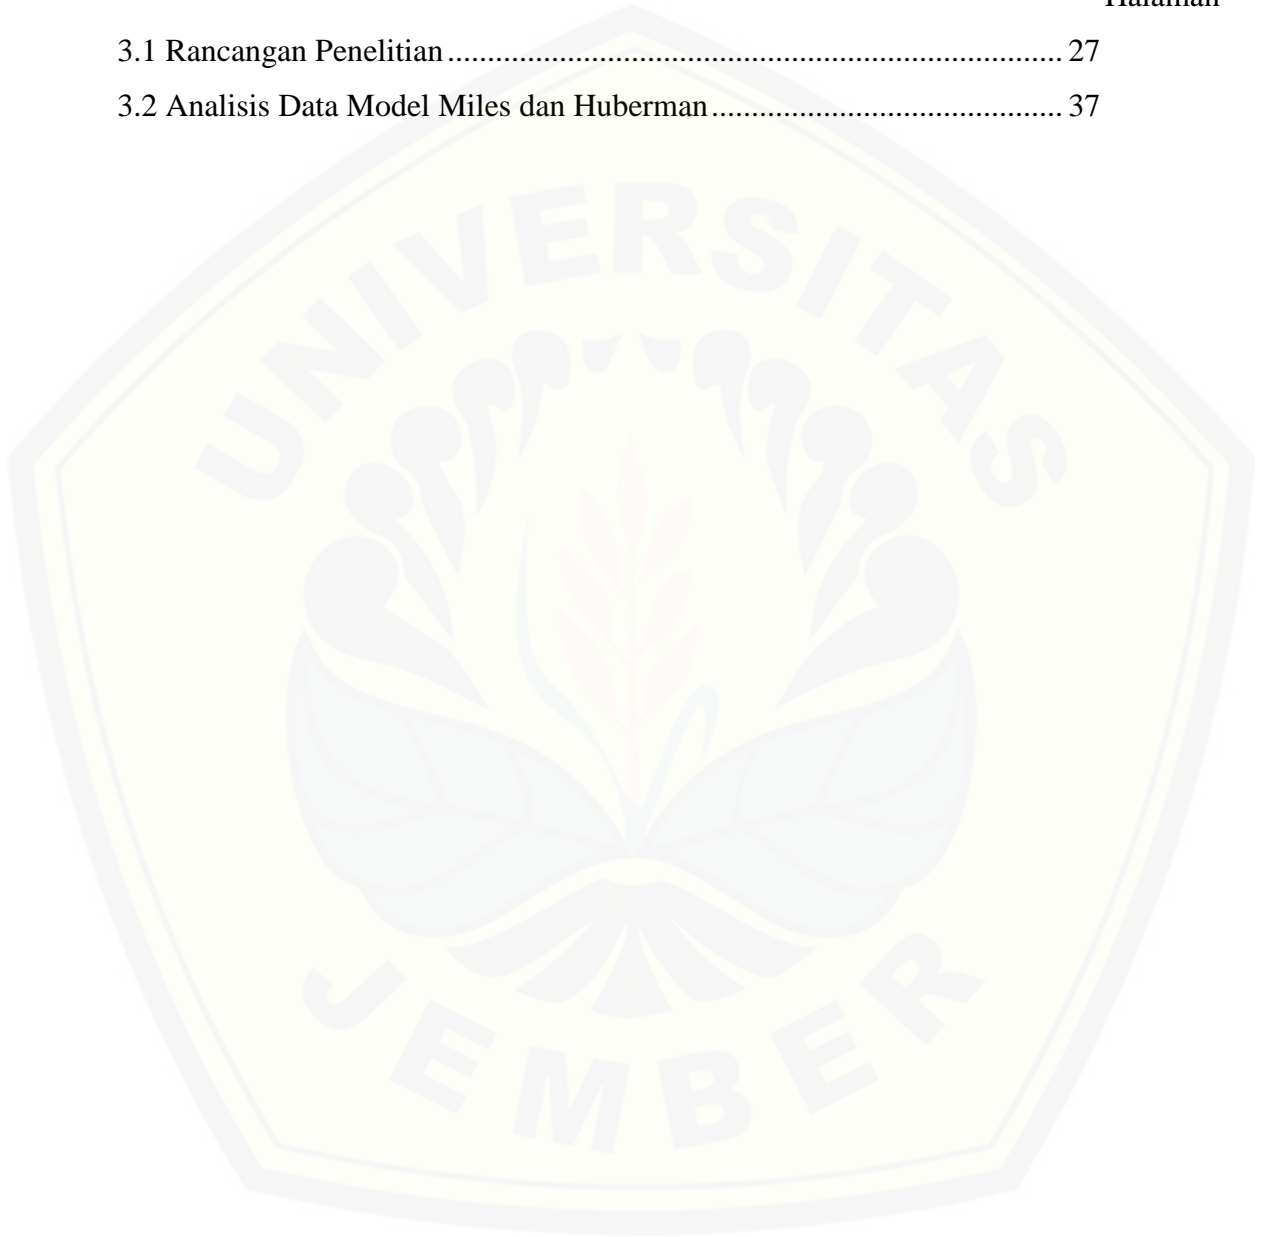 Halaman
3.1 Rancangan Penelitian ............................................................................ 27
3.2 Analisis Data Model Miles dan Huberman ........................................... 37
UNIVERSITAS
JEMBER